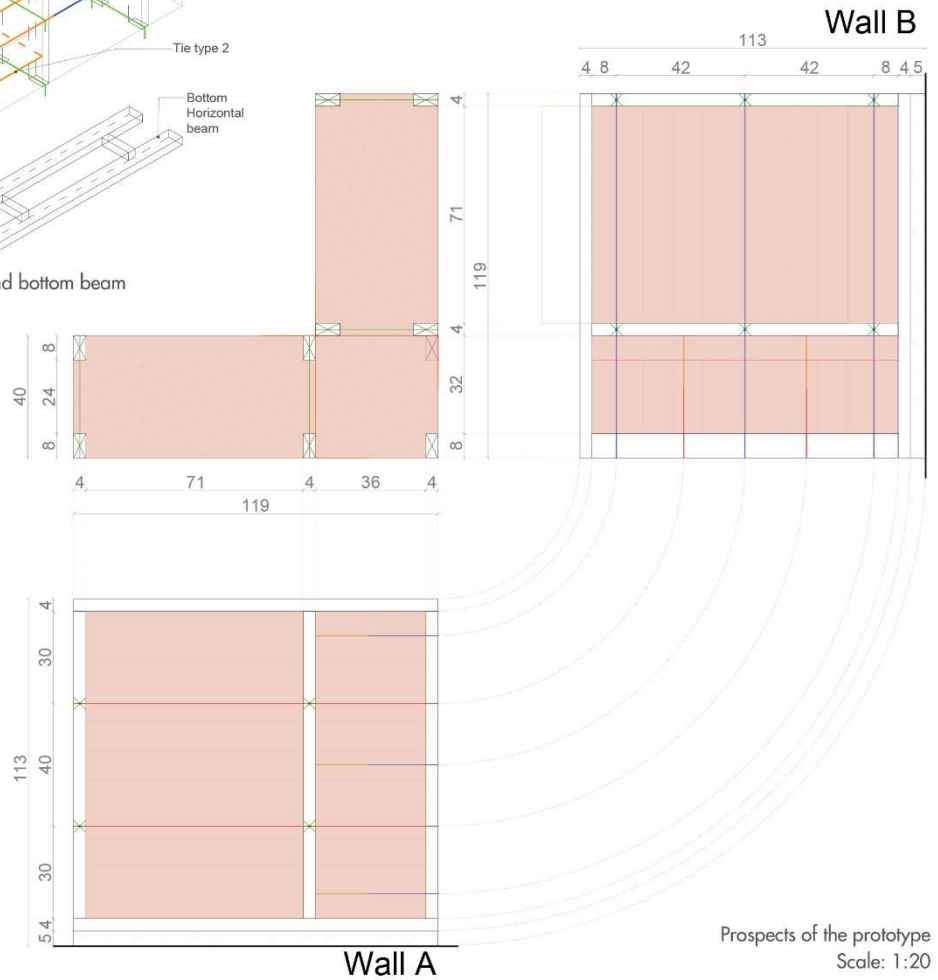 Wall B
113
4 8 42 42 8 4 5
Tie type 2
Bottom
Horizontal
beam
nd bottom beam
4
71
119
4
32
8
8
40
24
8
4 71 4 36 4
119
4
30
113
40
30
4
5
Wall A
Prospects of the prototype
Scale: 1:20